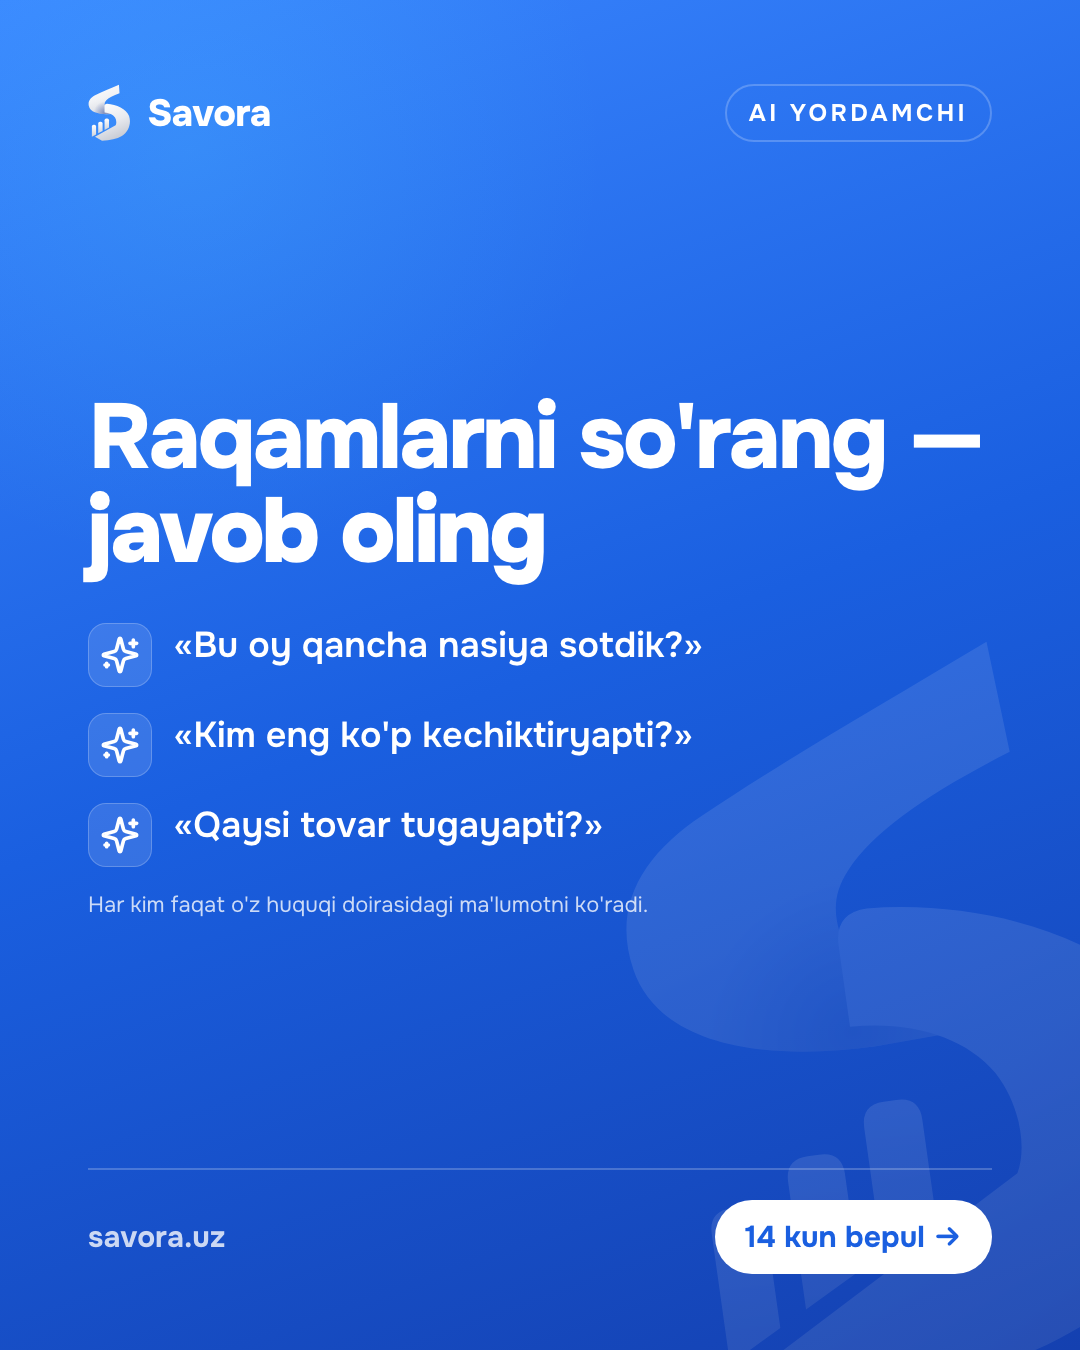 Savora
AI YORDAMCHI
Raqamlarni so'rang —
javob oling
«Bu oy qancha nasiya sotdik?»
«Kim eng ko'p kechiktiryapti?»
«Qaysi tovar tugayapti?»
Har kim faqat o'z huquqi doirasidagi ma'lumotni ko'radi.
savora.uz
14 kun bepul →